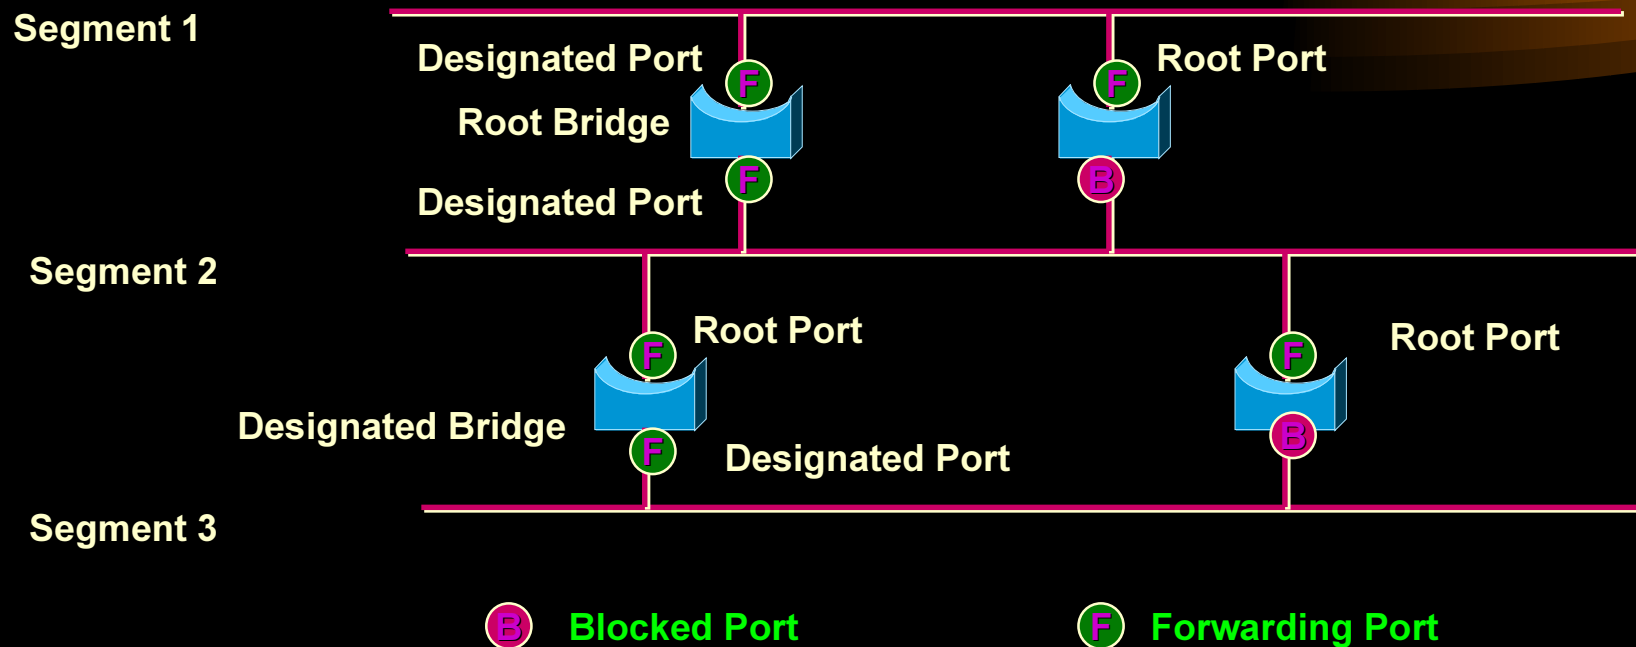 Segment 1
Designated Port
Root Port
F
F
Root Bridge
F
B
Designated Port
Segment 2
Root Port
Root Port
F
F
Designated Bridge
B
F
Designated Port
Segment 3
B Blocked Port
F Forwarding Port